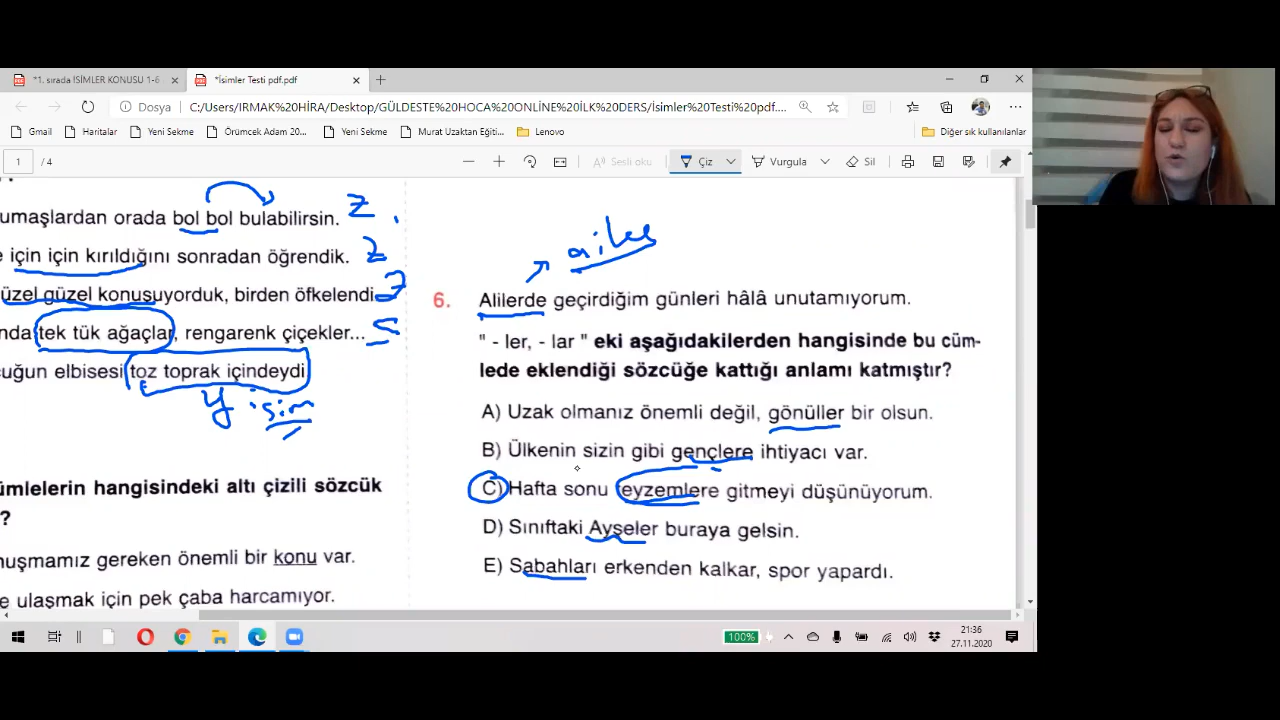 *1. sırada İSİMLER KONUSU 1-6
*İsimler Testi pdf.pdf
Dosya C:/Users/IRMAK%20HİRA/Desktop/GÜLDESTE%20HOCA%20ONLİNE%20İLK%20DERS/İsimler%20Testi%20pdf....
Gmail Haritalar Yeni Sekme Örümcek Adam 20... Yeni Sekme Murat Uzaktan Eğiti... Lenovo Diğer sık kullanılanlar
1 / 4 Sesli oku Çiz Vurgula Sil
umaşlardan orada bol bol bulabilirsin. Z
e için için kırıldığını sonradan öğrendik. Z
üzel güzel konuşuyorduk, birden öfkelendi Z
nda tek tük ağaçlar, rengarenk çiçekler... S
cuğun elbisesi toz toprak içindeydi
y isim
ümlelerin hangisindeki altı çizili sözcük
?
nuşmamız gereken önemli bir konu var.
e ulaşmak için pek çaba harcamıyor.
6. Alilerde geçirdiğim günleri hâlâ unutamıyorum.
" - ler, - lar " eki aşağıdakilerden hangisinde bu cüm-
lede eklendiği sözcüğe kattığı anlamı katmıştır?
A) Uzak olmanız önemli değil, gönüller bir olsun.
B) Ülkenin sizin gibi gençlere ihtiyacı var.
C) Hafta sonu teyzemlere gitmeyi düşünüyorum.
D) Sınıftaki Ayşeler buraya gelsin.
E) Sabahları erkenden kalkar, spor yapardı.
100%
21:36
27.11.2020